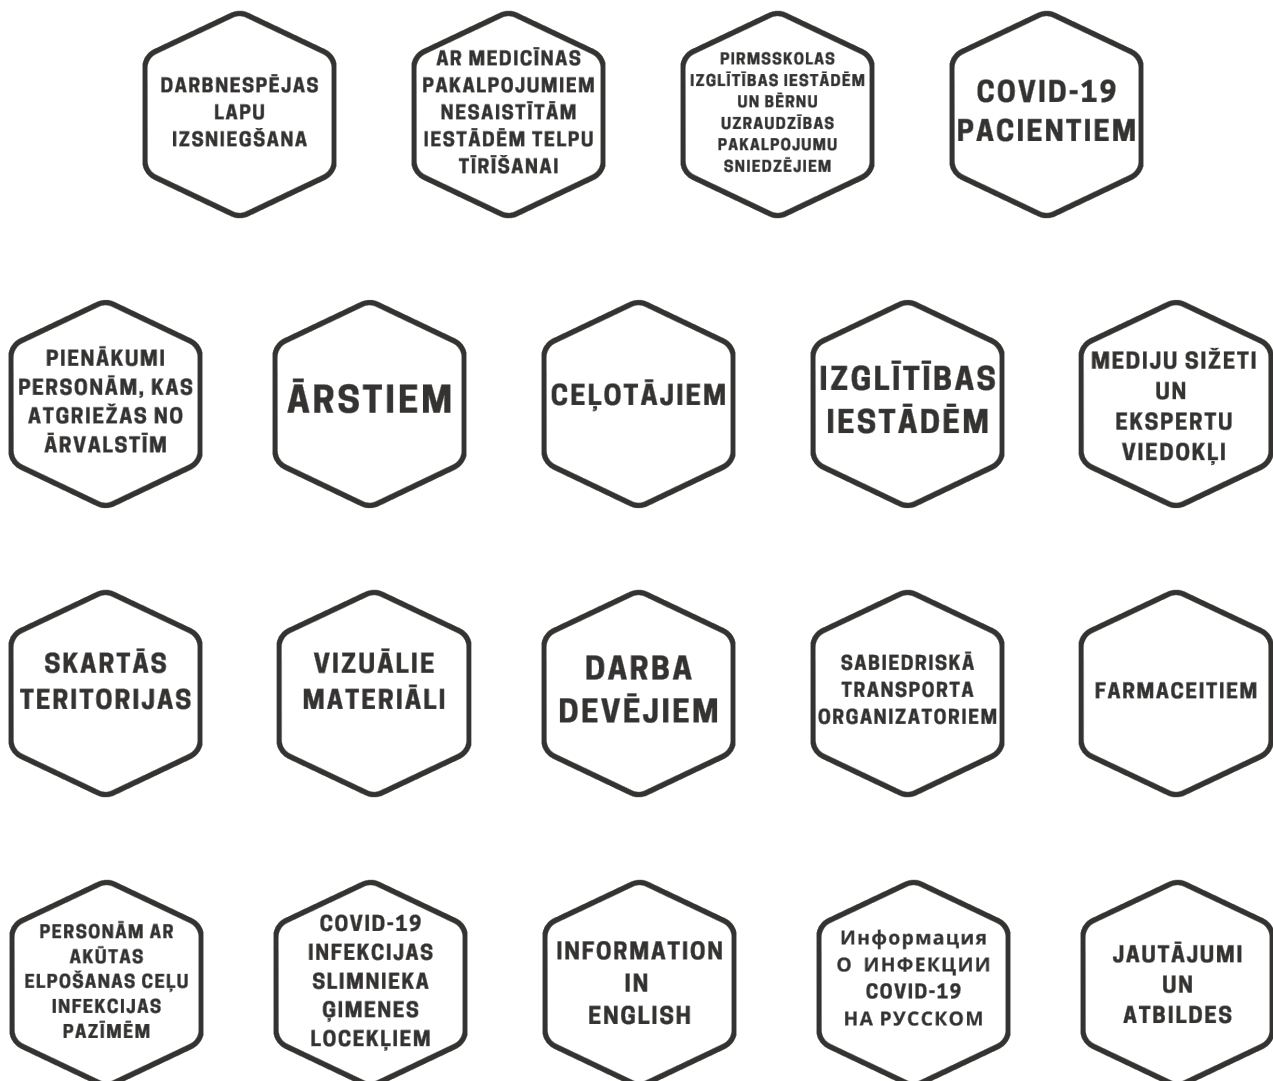 DARBNESPĒJAS
LAPU
IZSNIEGŠANA
AR MEDICĪNAS
PAKALPOJUMIEM
NESAISTĪTĀM
IESTĀDĒM TELPU
TĪRĪŠANAI
PIRMSSKOLAS
IZGLĪTĪBAS IESTĀDĒM
UN BĒRNU
UZRAUDZĪBAS
PAKALPOJUMU
SNIEDZĒJIEM
COVID-19
PACIENTIEM
PIENĀKUMI
PERSONĀM, KAS
ATGRIEŽAS NO
ĀRVALSTĪM
ĀRSTIEM
CEĻOTĀJIEM
IZGLĪTĪBAS
IESTĀDĒM
MEDIJU SIŽETI
UN
EKSPERTU
VIEDOKĻI
SKARTĀS
TERITORIJAS
VIZUĀLIE
MATERIĀLI
DARBA
DEVĒJIEM
SABIEDRISKĀ
TRANSPORTA
ORGANIZATORIEM
FARMACEITIEM
PERSONĀM AR
AKŪTAS
ELPOŠANAS CEĻU
INFEKCIJAS
PAZĪMĒM
COVID-19
INFEKCIJAS
SLIMNIEKA
ĢIMENES
LOCEKĻIEM
INFORMATION
IN
ENGLISH
Информация
О ИНФЕКЦИИ
COVID-19
НА РУССКОМ
JAUTĀJUMI
UN
ATBILDES